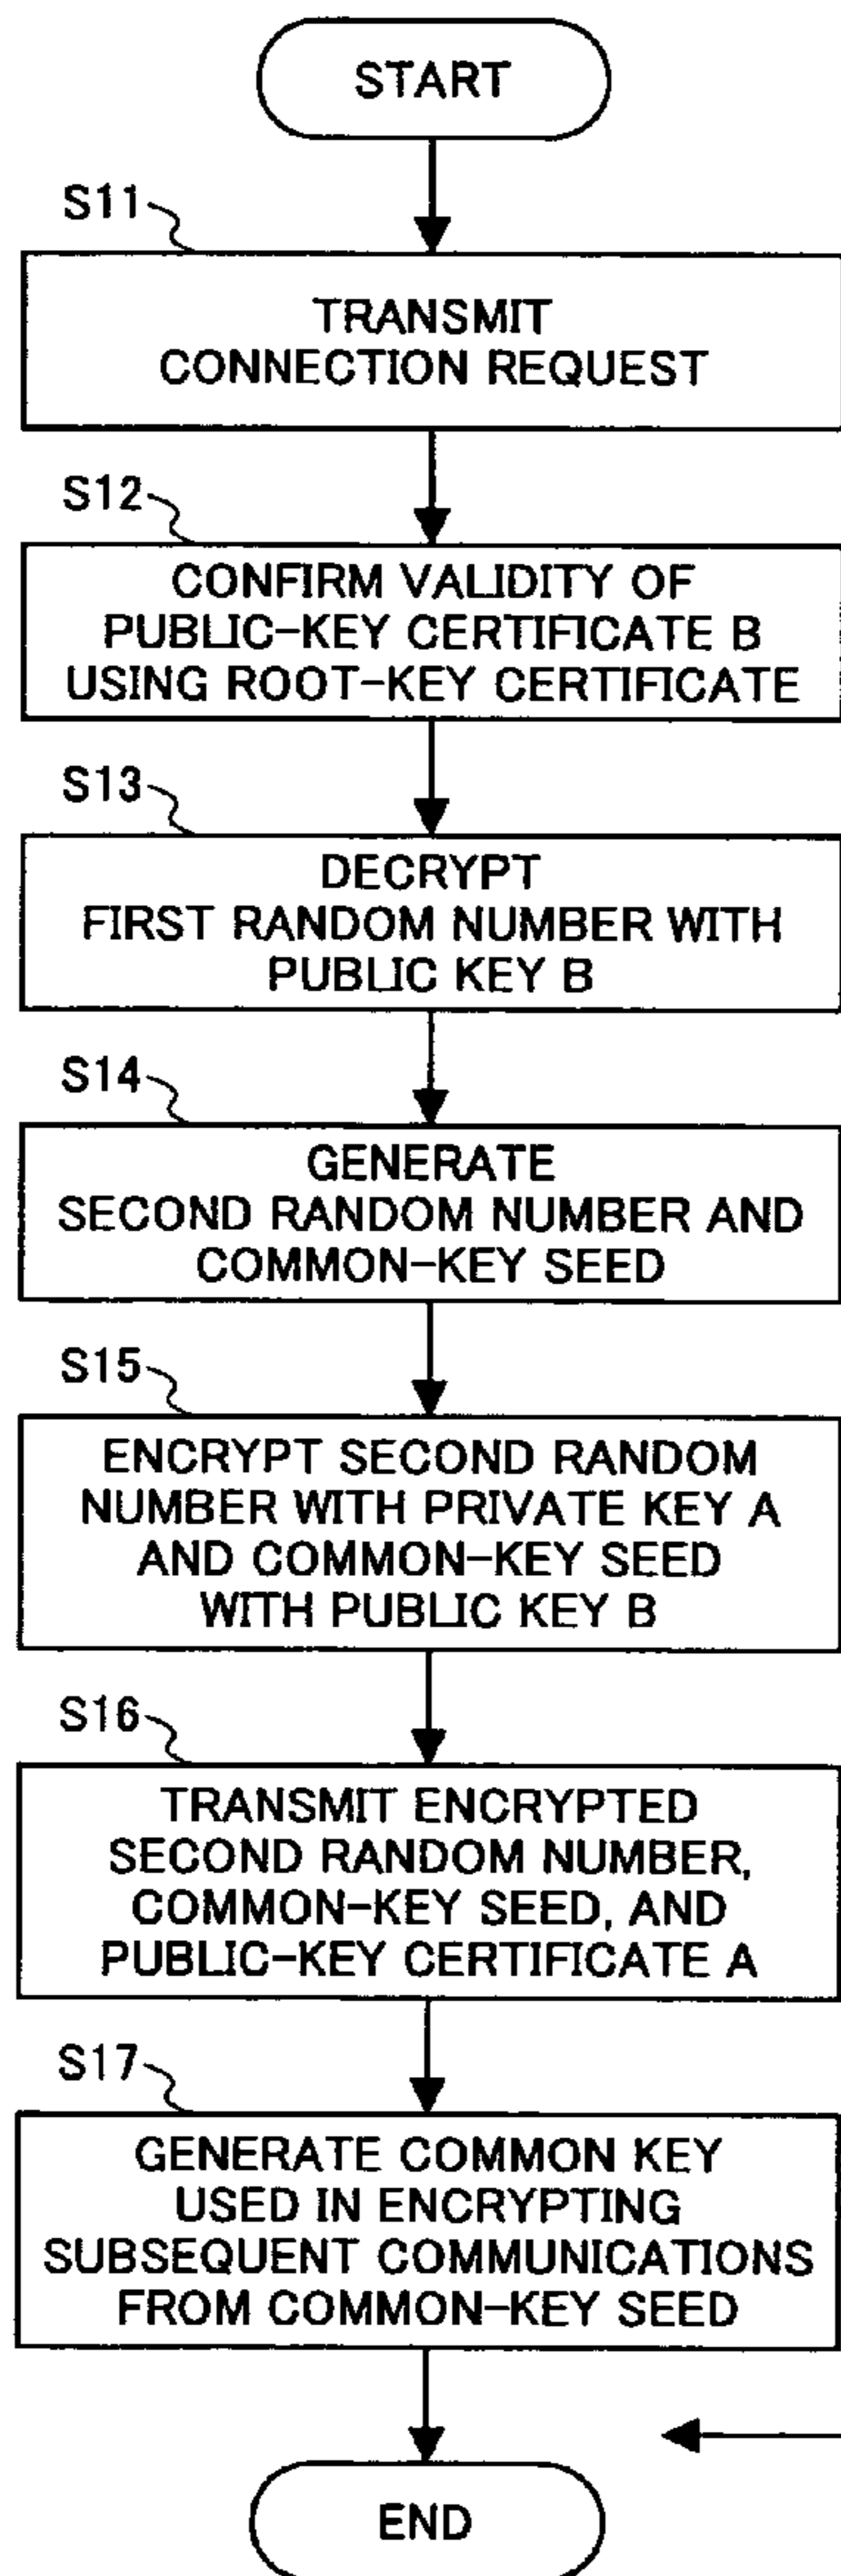 START
S11
TRANSMIT
CONNECTION REQUEST
S12
CONFIRM VALIDITY OF
PUBLIC-KEY CERTIFICATE B
USING ROOT-KEY CERTIFICATE
S13
DECRYPT
FIRST RANDOM NUMBER WITH
PUBLIC KEY B
S14
GENERATE
SECOND RANDOM NUMBER AND
COMMON-KEY SEED
S15
ENCRYPT SECOND RANDOM
NUMBER WITH PRIVATE KEY A
AND COMMON-KEY SEED
WITH PUBLIC KEY B
S16
TRANSMIT ENCRYPTED
SECOND RANDOM NUMBER,
COMMON-KEY SEED, AND
PUBLIC-KEY CERTIFICATE A
S17
GENERATE COMMON KEY
USED IN ENCRYPTING
SUBSEQUENT COMMUNICATIONS
FROM COMMON-KEY SEED
END